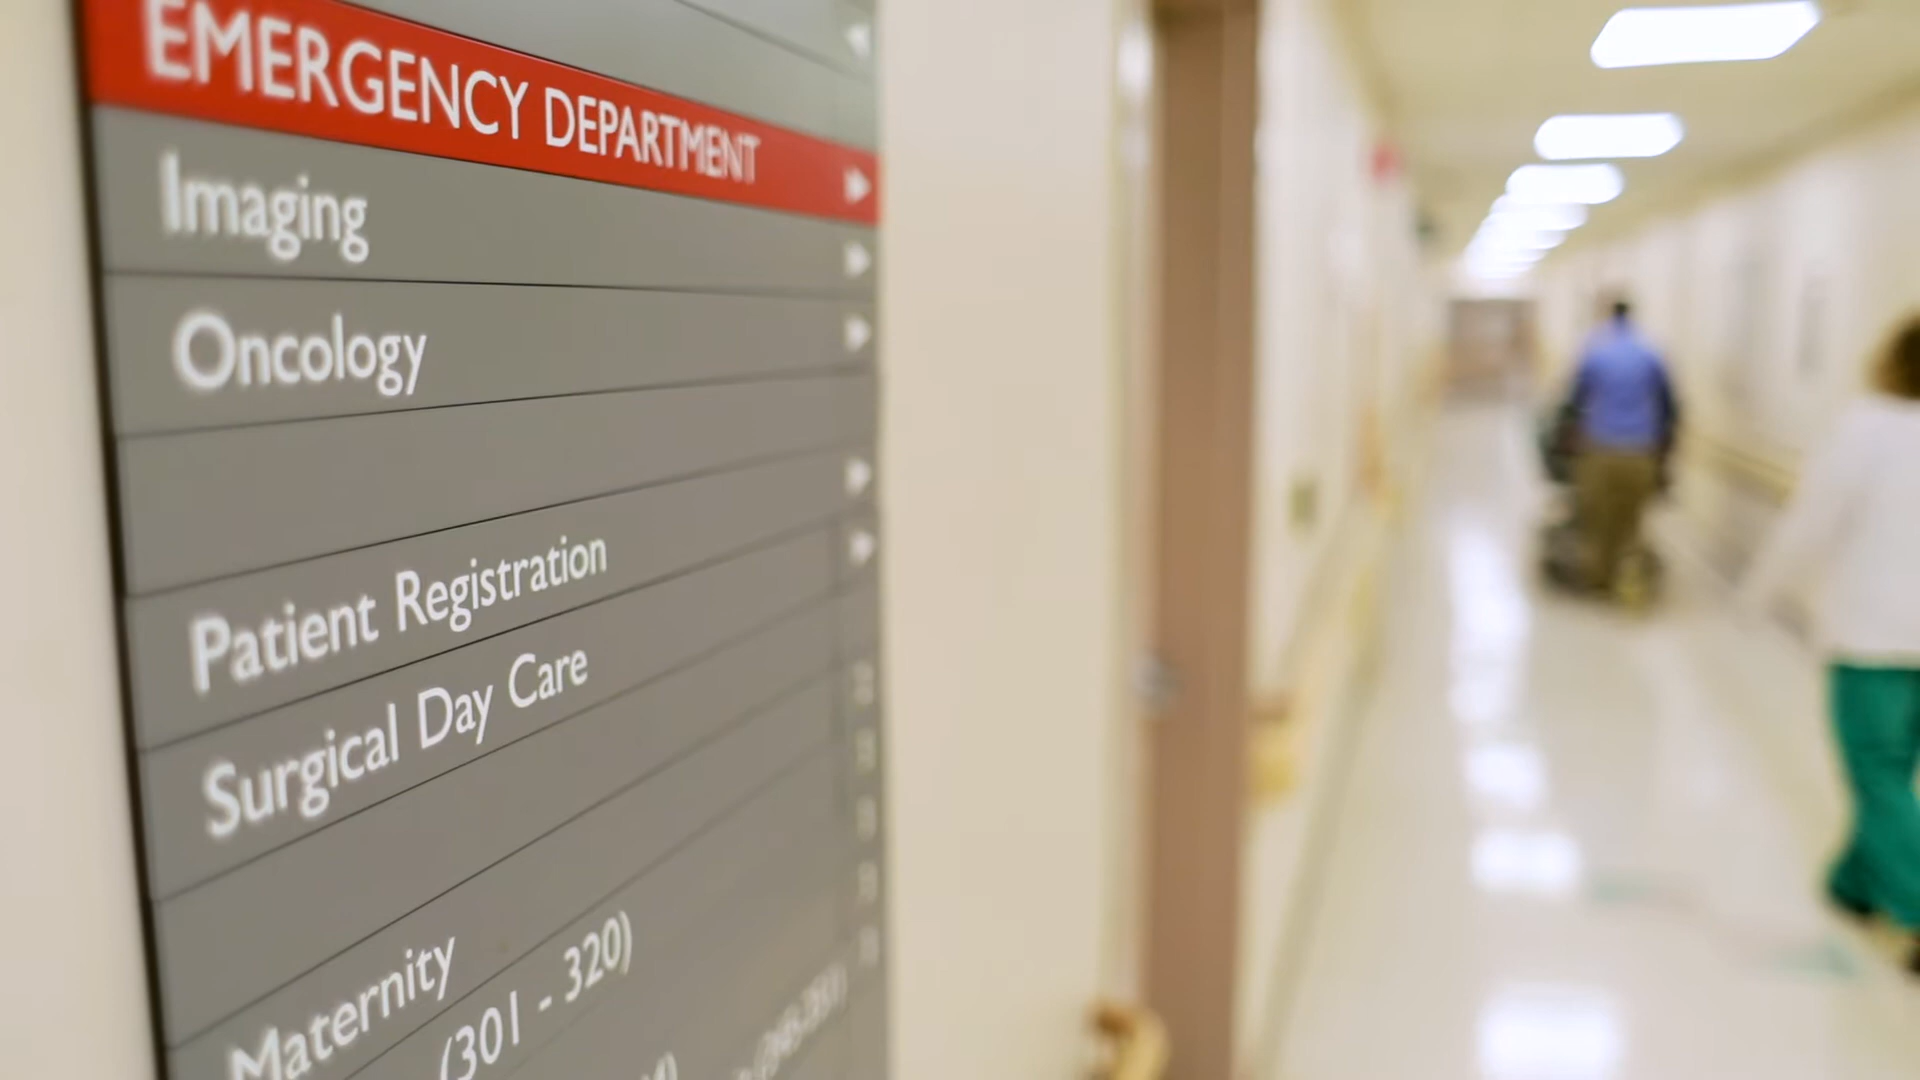 EMERGENCY DEPARTMENT
Imaging
Oncology
Patient Registration
Surgical Day Care
Maternity
(301 - 320)